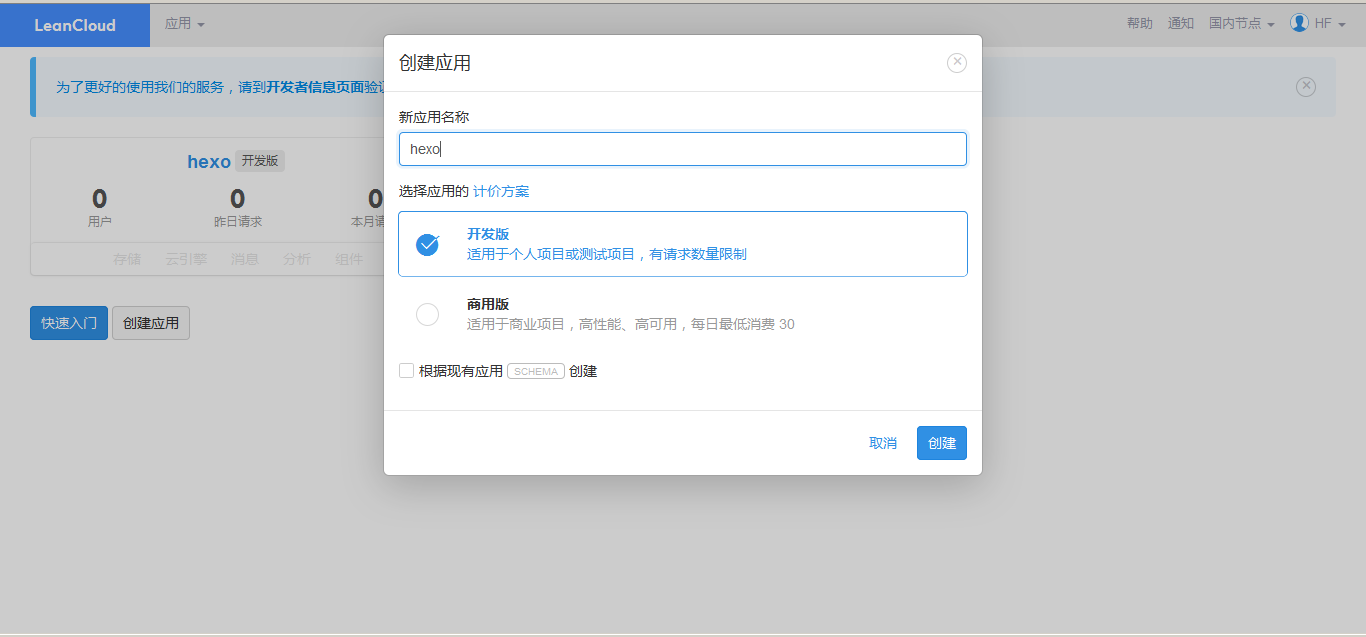 LeanCloud 应用 帮助 通知 国内节点 HF
创建应用
为了更好的使用我们的服务，请到开发者信息页面验
新应用名称
hexo
hexo 开发版
选择应用的 计价方案
0 0 0
用户 昨日请求 本月请
开发版
适用于个人项目或测试项目，有请求数量限制
存储 云引擎 消息 分析 组件
商用版
适用于商业项目，高性能、高可用，每日最低消费 30
快速入门 创建应用
根据现有应用 SCHEMA 创建
取消 创建